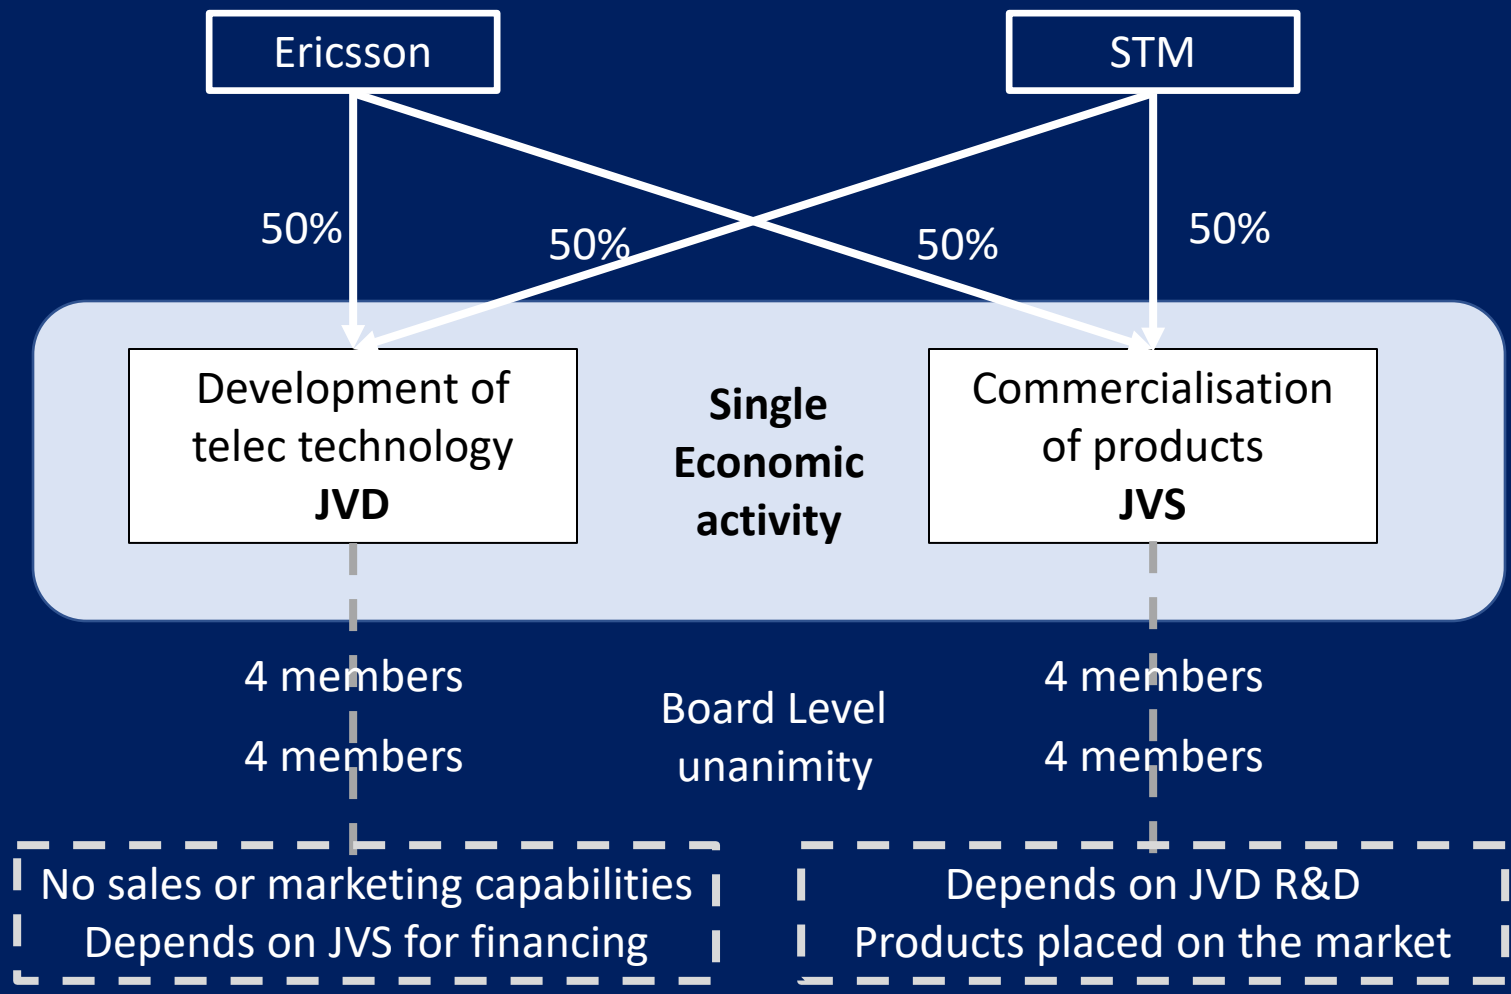 Ericsson
STM
50%
50%
50%
50%
Development of
telec technology
JVD
Single
Economic
activity
Commercialisation
of products
JVS
4 members
4 members
Board Level
unanimity
4 members
4 members
No sales or marketing capabilities
Depends on JVS for financing
Depends on JVD R&D
Products placed on the market